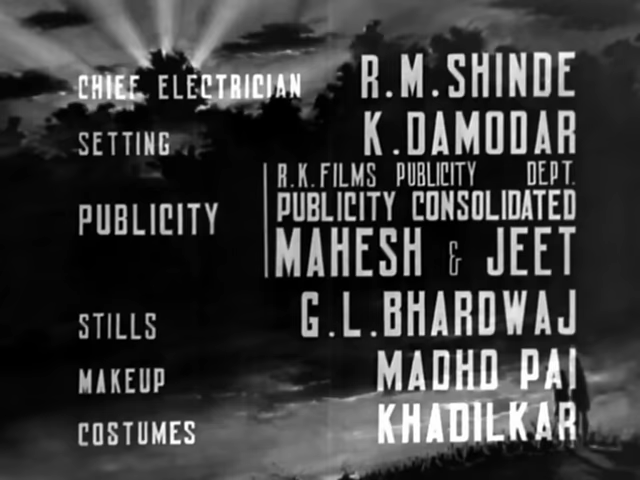 CHIEF ELECTRICIAN R.M.SHINDE
SETTING K.DAMODAR
R.K.FILMS PUBLICITY DEPT.
PUBLICITY PUBLICITY CONSOLIDATED
MAHESH & JEET
STILLS G.L.BHARDWAJ
MAKEUP MADHO PAI
COSTUMES KHADILKAR